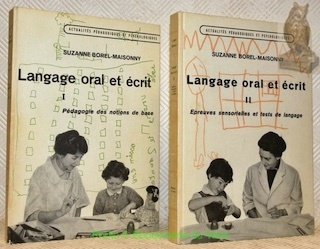 ACTUALITÉS PÉDAGOGIQUES ET PSYCHOLOGIQUES
SUZANNE BOREL-MAISONNY
Langage oral et écrit
I
Pédagogie des notions de base
ACTUALITÉS PÉDAGOGIQUES ET PSYCHOLOGIQUES
SUZANNE BOREL-MAISONNY
Langage oral et écrit
II
Epreuves sensorielles et tests de langage